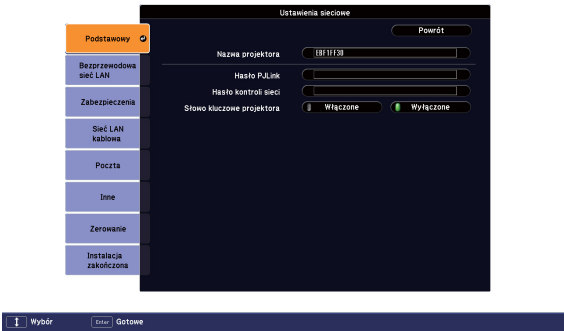 Ustawienia sieciowe
Powrót
Podstawowy
Bezprzewodowa
sieć LAN
Zabezpieczenia
Sieć LAN
kablowa
Poczta
Inne
Zerowanie
Instalacja
zakończona
Nazwa projektora EBF1FF38
Hasło PJLink
Hasło kontroli sieci
Słowo kluczowe projektora Włączone Wyłączone
Wybór Enter Gotowe